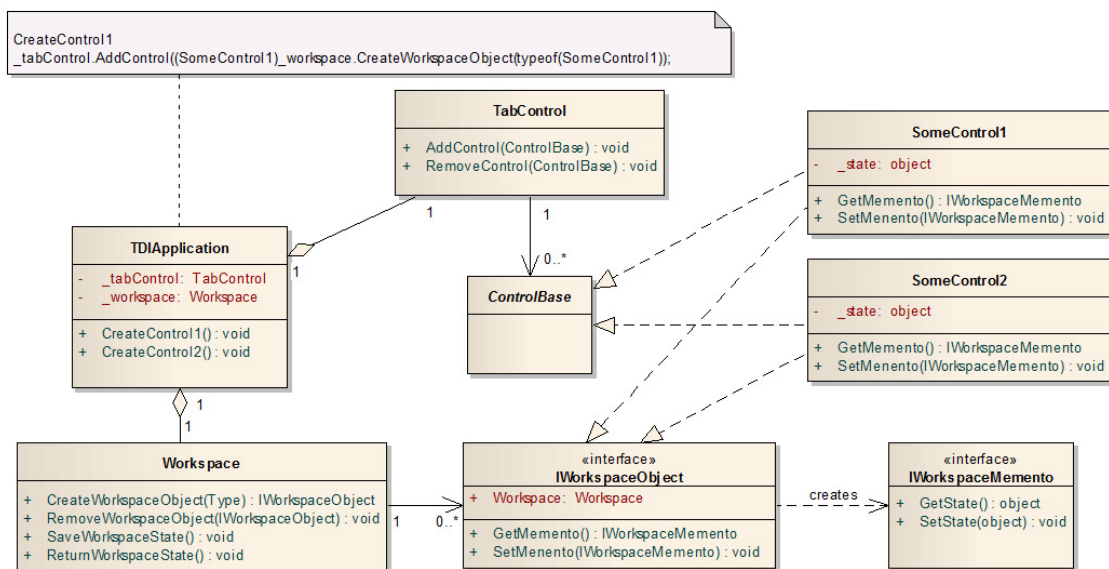 CreateControl1
_tabControl.AddControl((SomeControl1)_workspace.CreateWorkspaceObject(typeof(SomeControl1));
TabControl
+ AddControl(ControlBase) : void
+ RemoveControl(ControlBase) : void
SomeControl1
- _state: object
+ GetMemento() : IWorkspaceMemento
+ SetMenento(IWorkspaceMemento) : void
1
1
TDIApplication
- _tabControl: TabControl
- _workspace: Workspace
+ CreateControl1() : void
+ CreateControl2() : void
1
0..*
ControlBase
SomeControl2
- _state: object
+ GetMemento() : IWorkspaceMemento
+ SetMenento(IWorkspaceMemento) : void
1
1
Workspace
+ CreateWorkspaceObject(Type) : IWorkspaceObject
+ RemoveWorkspaceObject(IWorkspaceObject) : void
+ SaveWorkspaceState() : void
+ ReturnWorkspaceState() : void
1
0..*
«interface»
IWorkspaceObject
+ Workspace: Workspace
+ GetMemento() : IWorkspaceMemento
+ SetMenento(IWorkspaceMemento) : void
creates
«interface»
IWorkspaceMemento
+ GetState() : object
+ SetState(object) : void